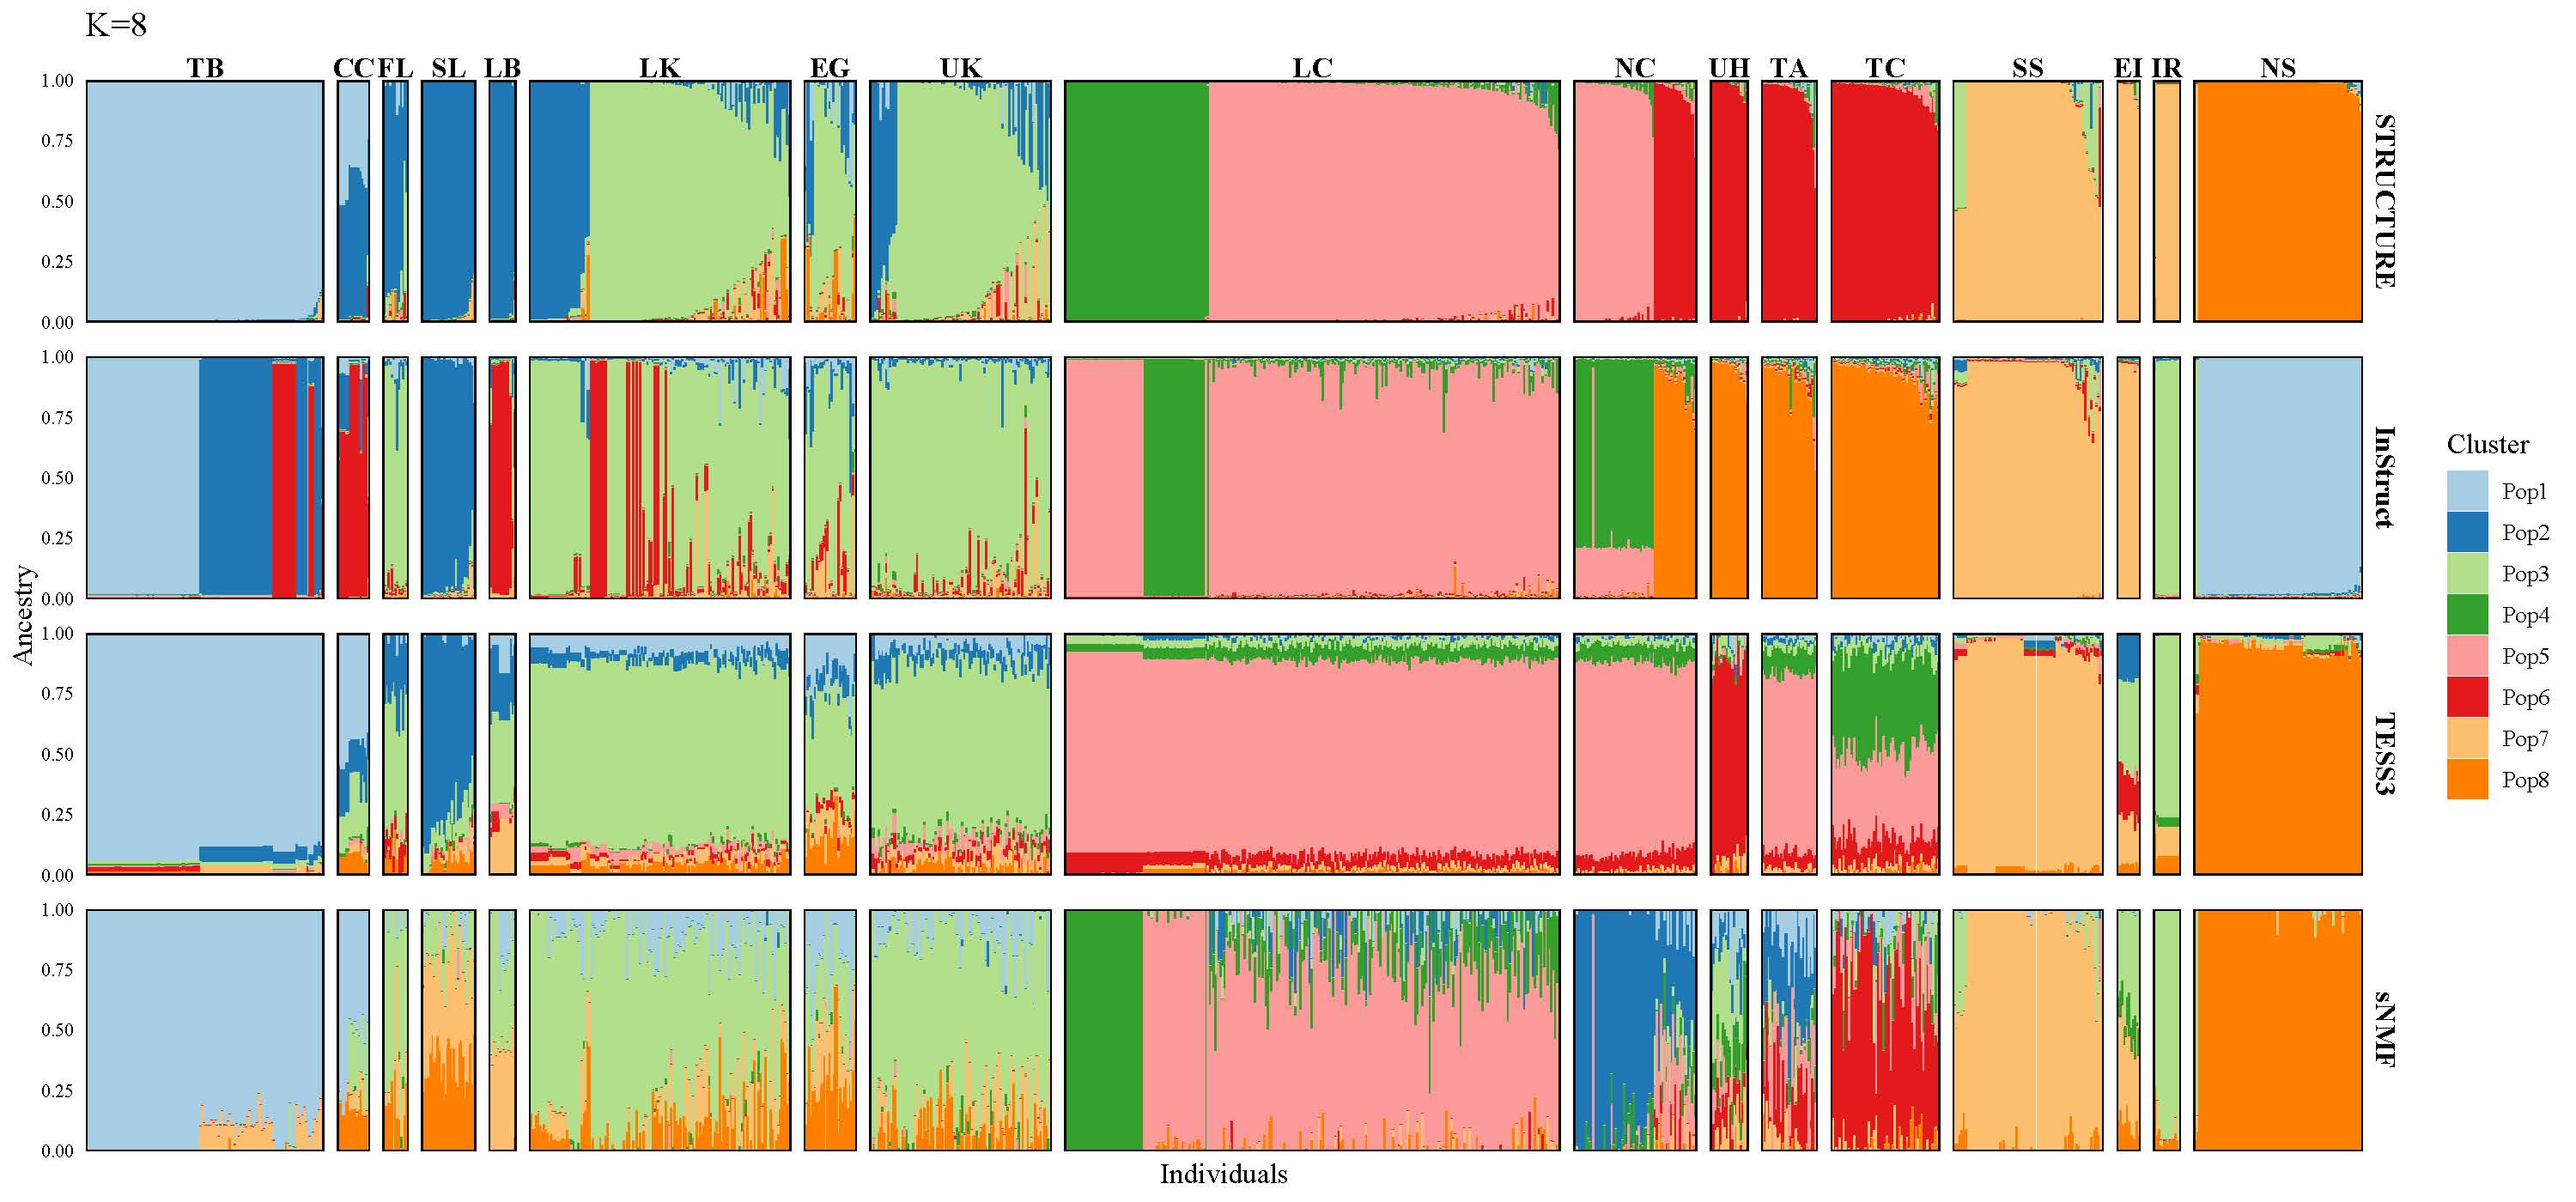 K=8
TB CC FL SL LB LK EG UK LC NC UH TA TC SS EI IR NS
1.00
0.75
0.50
0.25
0.00
STRUCTURE
1.00
0.75
0.50
0.25
0.00
InStruct
1.00
0.75
0.50
0.25
0.00
TESS3
1.00
0.75
0.50
0.25
0.00
sNMF
Ancestry
Individuals
Cluster
Pop1
Pop2
Pop3
Pop4
Pop5
Pop6
Pop7
Pop8